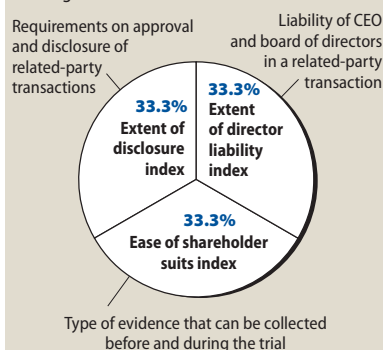 Requirements on approval
and disclosure of
related-party
transactions
Liability of CEO
and board of directors
in a related-party
transaction
33.3%
Extent of
disclosure
index
33.3%
Extent
of director
liability
index
33.3%
Ease of shareholder
suits index
Type of evidence that can be collected
before and during the trial